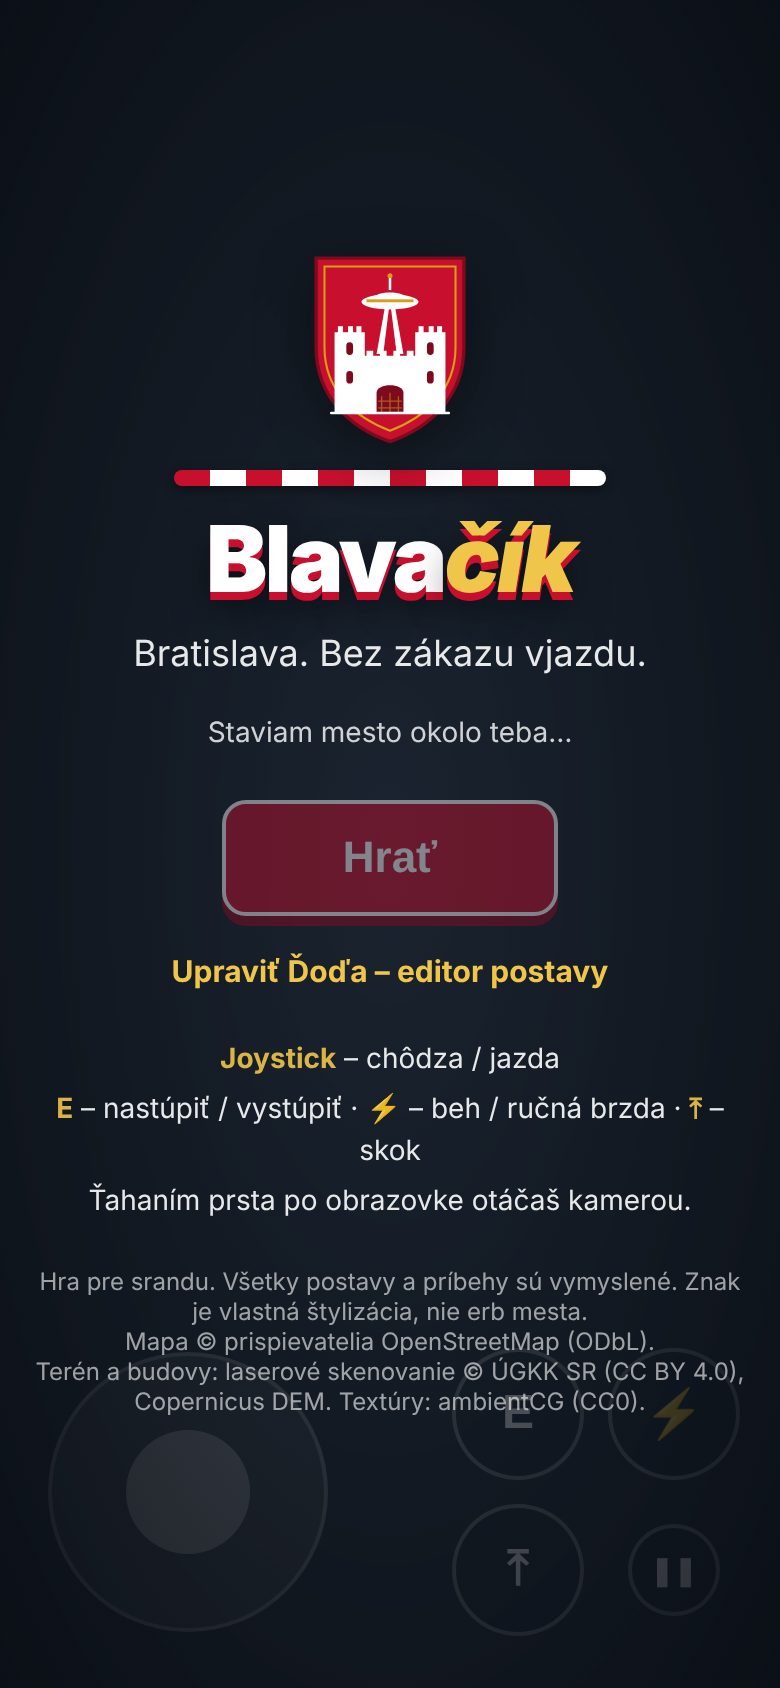 Blavačík
Bratislava. Bez zákazu vjazdu.
Staviam mesto okolo teba...
Hrať
Upraviť Ďoďa – editor postavy
Joystick – chôdza / jazda
E – nastúpiť / vystúpiť · ⚡ – beh / ručná brzda · ⤒ –
skok
Ťahaním prsta po obrazovke otáčaš kamerou.
Hra pre srandu. Všetky postavy a príbehy sú vymyslené. Znak
je vlastná štylizácia, nie erb mesta.
Mapa © prispievatelia OpenStreetMap (ODbL).
Terén a budovy: laserové skenovanie © ÚGKK SR (CC BY 4.0),
Copernicus DEM. Textúry: ambientCG (CC0).
E ⚡
⤒